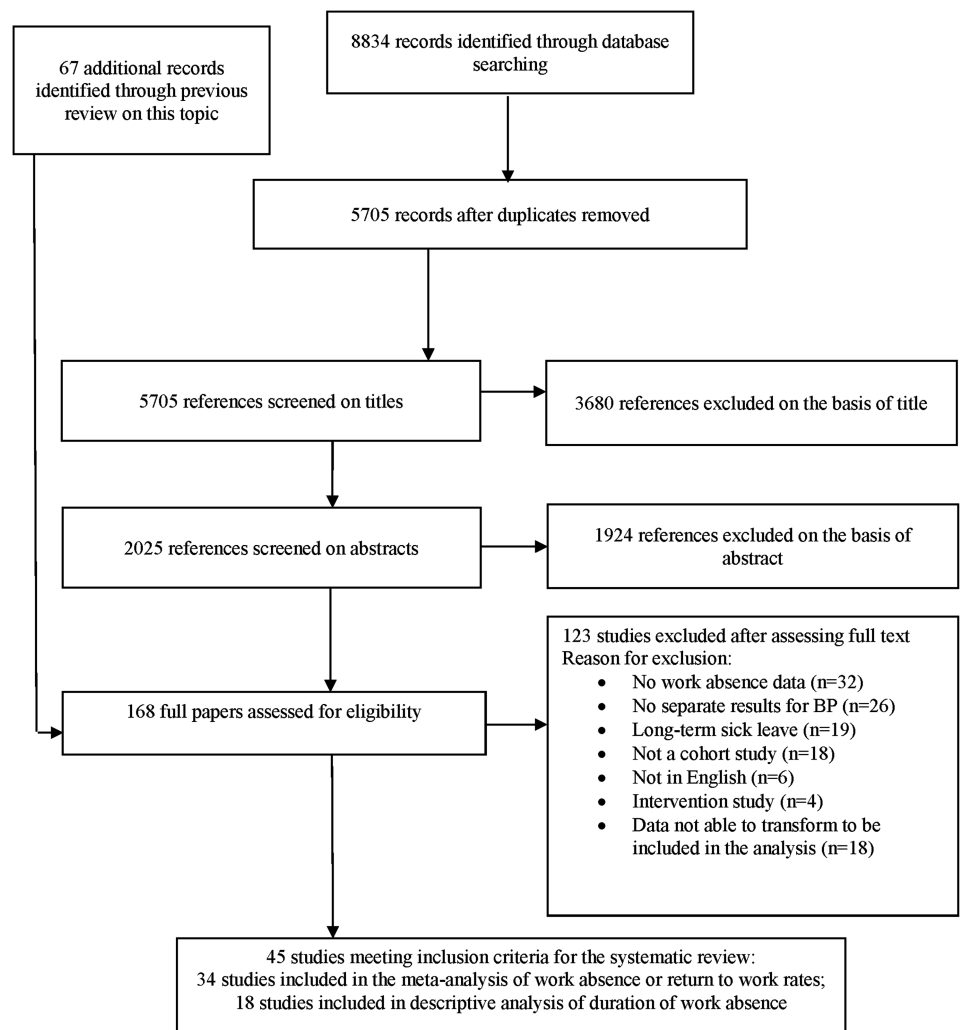 8834 records identified through database
searching
67 additional records
identified through previous
review on this topic
5705 records after duplicates removed
5705 references screened on titles
3680 references excluded on the basis of title
2025 references screened on abstracts
1924 references excluded on the basis of
abstract
168 full papers assessed for eligibility
123 studies excluded after assessing full text
Reason for exclusion:
• No work absence data (n=32)
• No separate results for BP (n=26)
• Long-term sick leave (n=19)
• Not a cohort study (n=18)
• Not in English (n=6)
• Intervention study (n=4)
• Data not able to transform to be
included in the analysis (n=18)
45 studies meeting inclusion criteria for the systematic review:
34 studies included in the meta-analysis of work absence or return to work rates;
18 studies included in descriptive analysis of duration of work absence